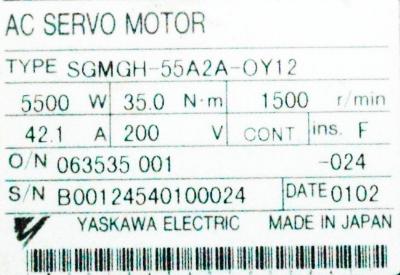 AC SERVO MOTOR
TYPE SGMGH-55A2A-OY12
5500 W 35.0 N·m 1500 r/min
42.1 A 200 V CONT ins. F
O/N 063535 001 -024
S/N B00124540100024 DATE 0102
YASKAWA ELECTRIC MADE IN JAPAN